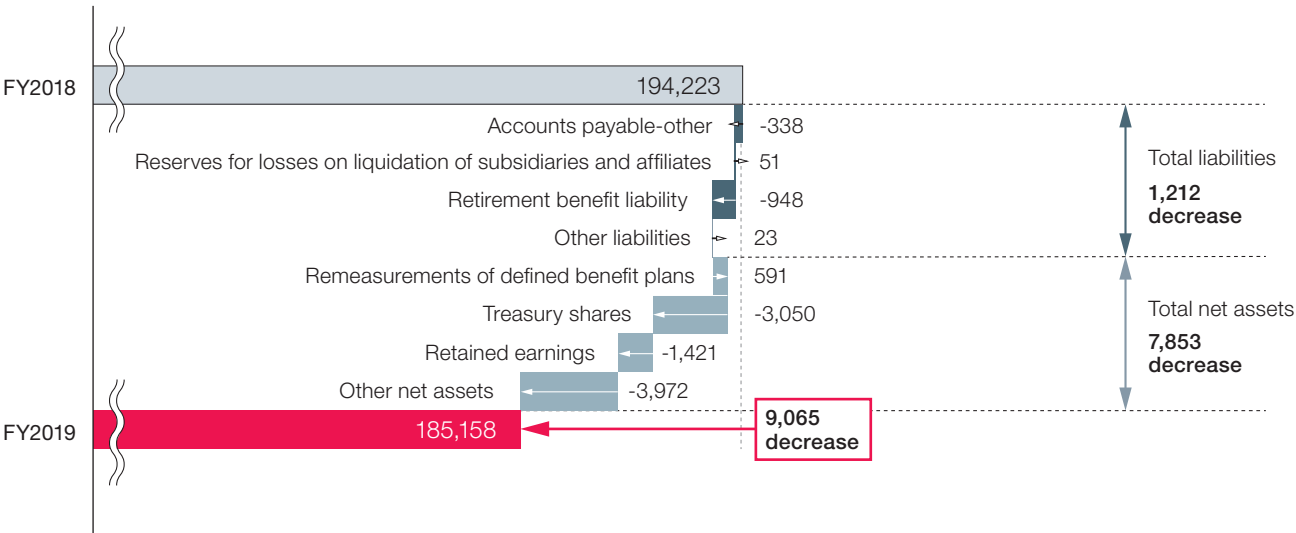 FY2018
194,223
Accounts payable-other -338
Reserves for losses on liquidation of subsidiaries and affiliates 51
Retirement benefit liability -948
Other liabilities 23
Total liabilities
1,212
decrease
Remeasurements of defined benefit plans 591
Treasury shares -3,050
Retained earnings -1,421
Other net assets -3,972
Total net assets
7,853
decrease
FY2019
185,158
9,065
decrease